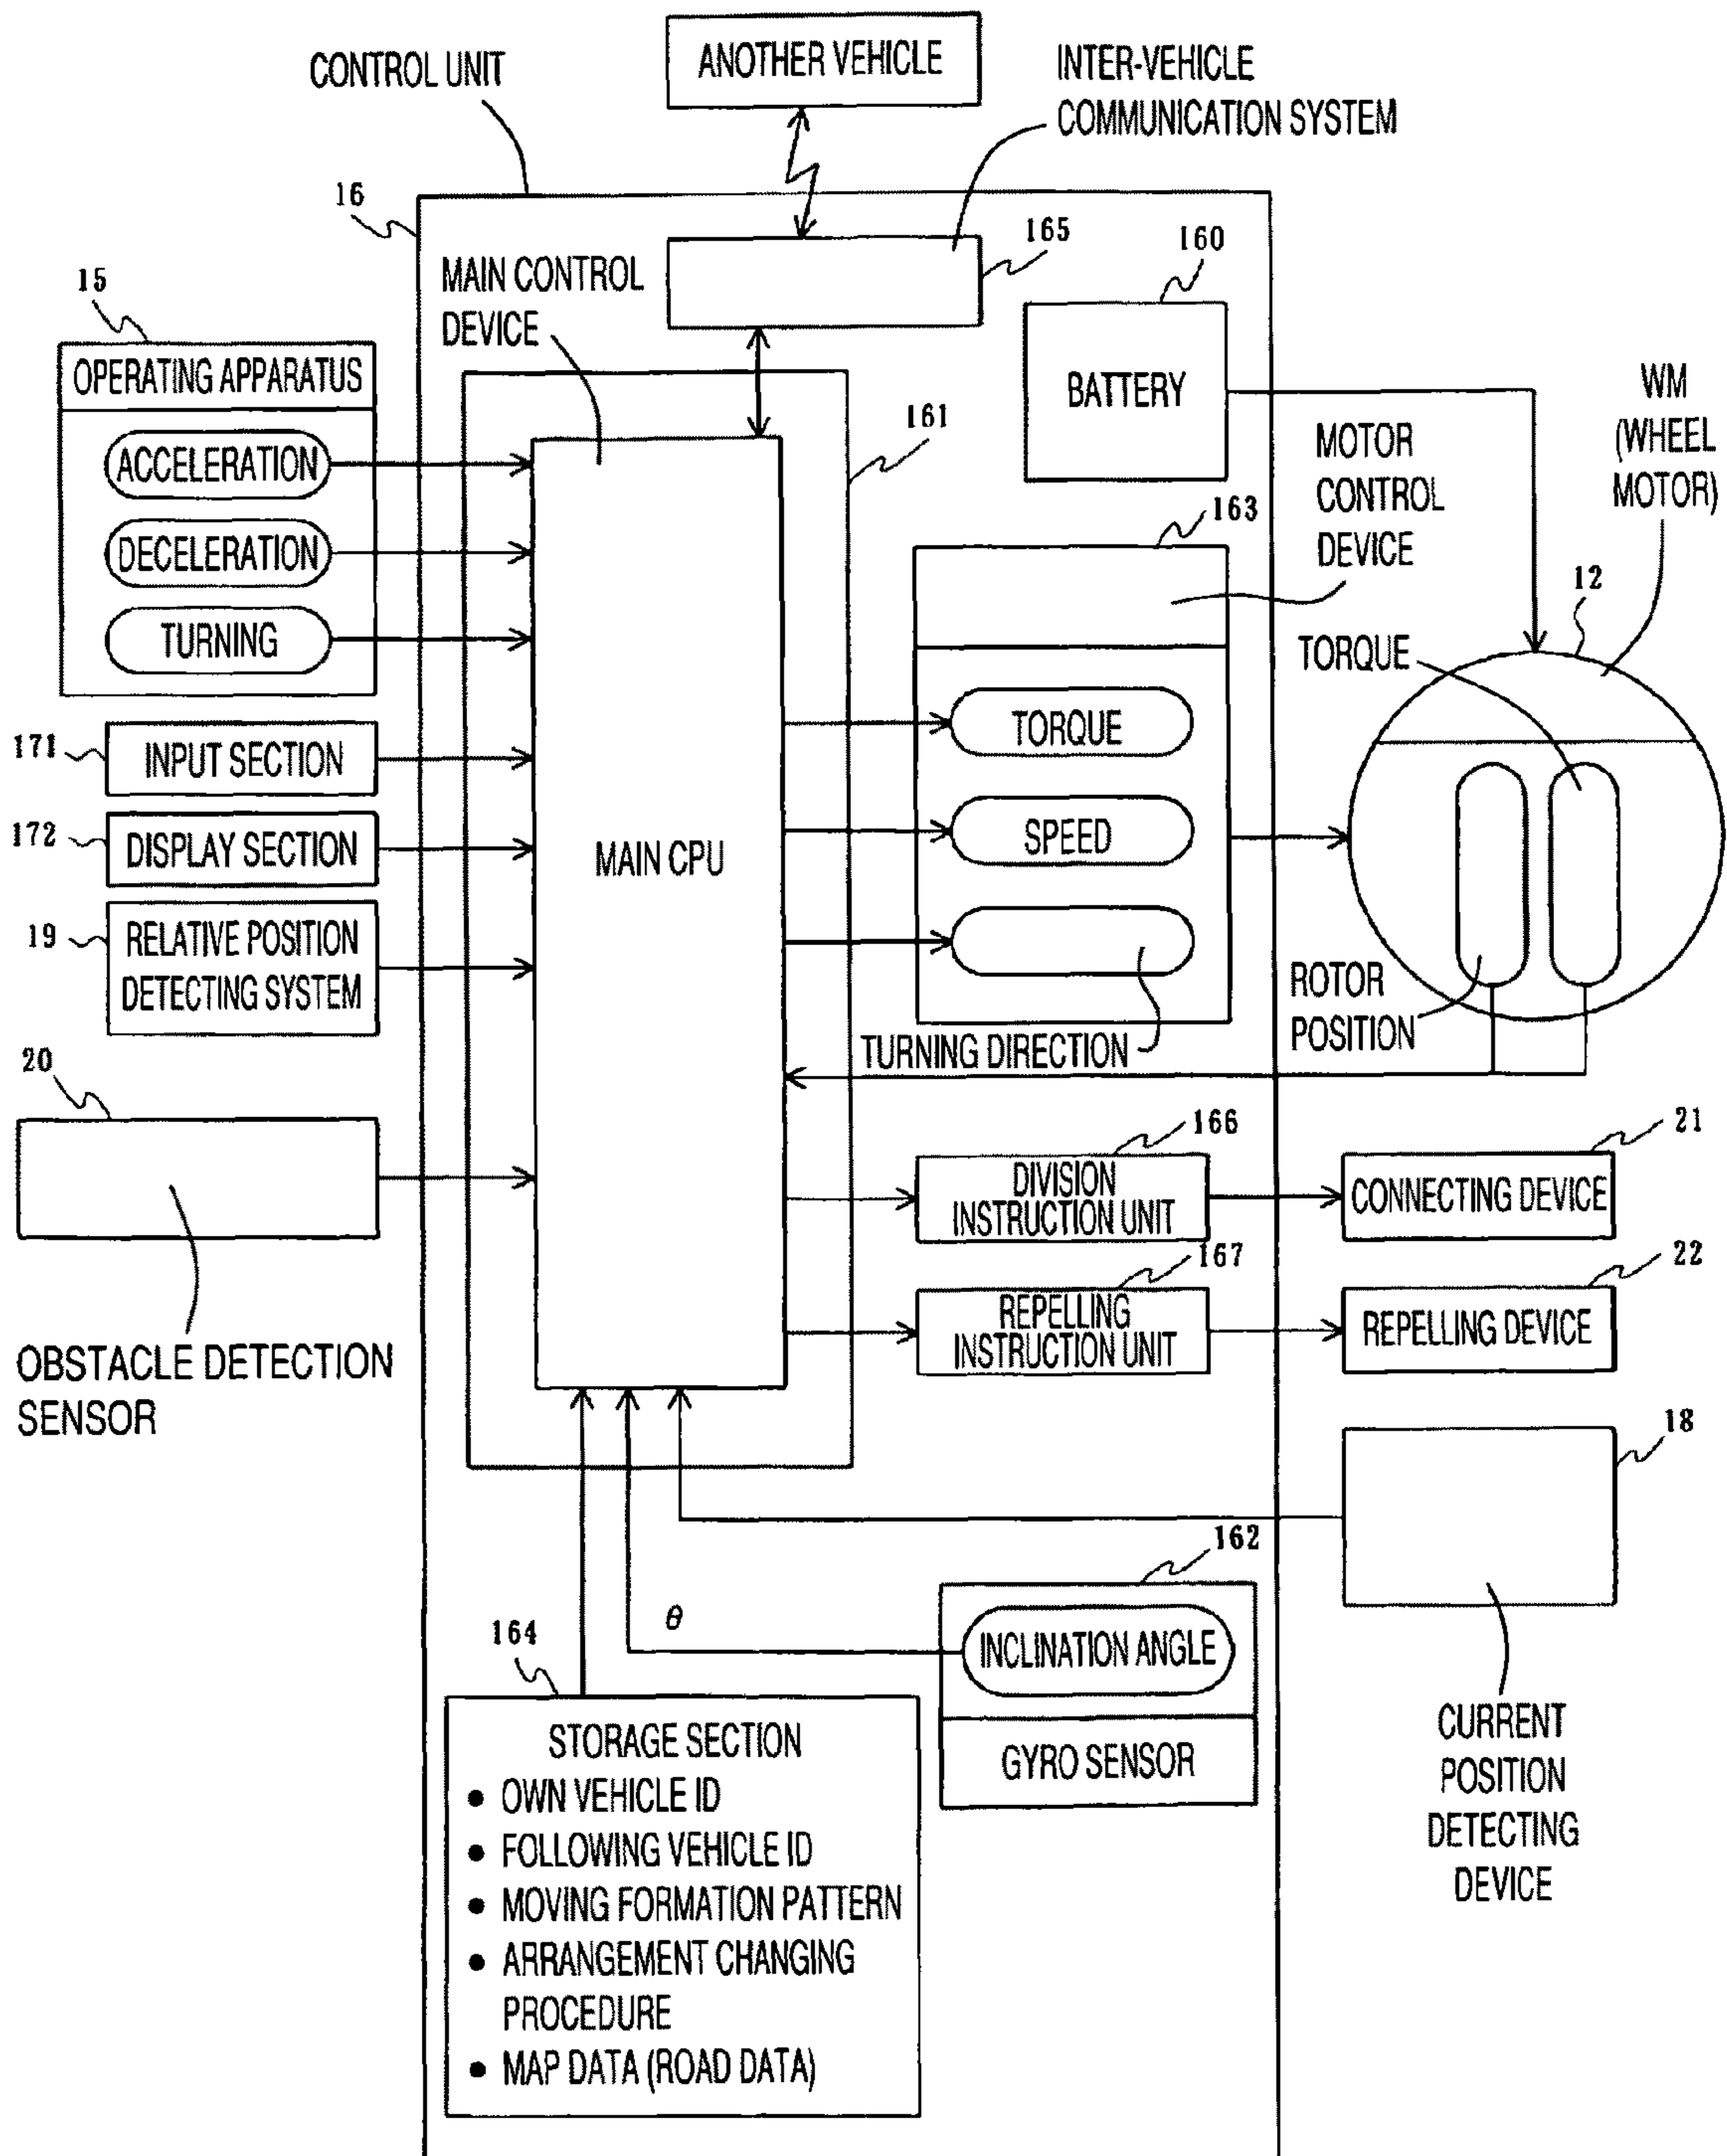 ANOTHER VEHICLE
CONTROL UNIT
INTER-VEHICLE
COMMUNICATION SYSTEM
16
165
160
MAIN CONTROL
DEVICE
15
OPERATING APPARATUS
ACCELERATION
DECELERATION
TURNING
BATTERY
161
WM
(WHEEL
MOTOR)
MOTOR
CONTROL
DEVICE
163
12
TORQUE
TORQUE
SPEED
171
INPUT SECTION
172
DISPLAY SECTION
MAIN CPU
19
RELATIVE POSITION
DETECTING SYSTEM
ROTOR
POSITION
TURNING DIRECTION
20
OBSTACLE DETECTION
SENSOR
166
DIVISION
INSTRUCTION UNIT
21
CONNECTING DEVICE
167
REPELLING
INSTRUCTION UNIT
22
REPELLING DEVICE
18
CURRENT
POSITION
DETECTING
DEVICE
162
INCLINATION ANGLE
GYRO SENSOR
θ
164
STORAGE SECTION
• OWN VEHICLE ID
• FOLLOWING VEHICLE ID
• MOVING FORMATION PATTERN
• ARRANGEMENT CHANGING
PROCEDURE
• MAP DATA (ROAD DATA)